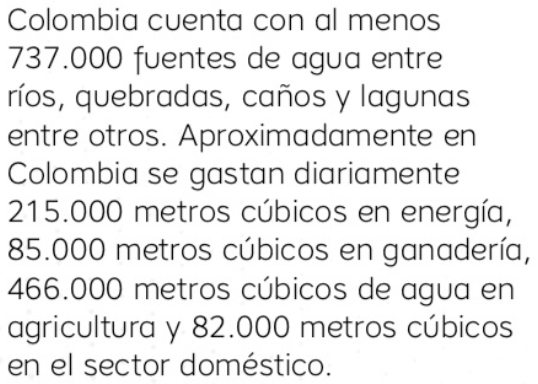 Colombia cuenta con al menos
737.000 fuentes de agua entre
ríos, quebradas, caños y lagunas
entre otros. Aproximadamente en
Colombia se gastan diariamente
215.000 metros cúbicos en energía,
85.000 metros cúbicos en ganadería,
466.000 metros cúbicos de agua en
agricultura y 82.000 metros cúbicos
en el sector doméstico.